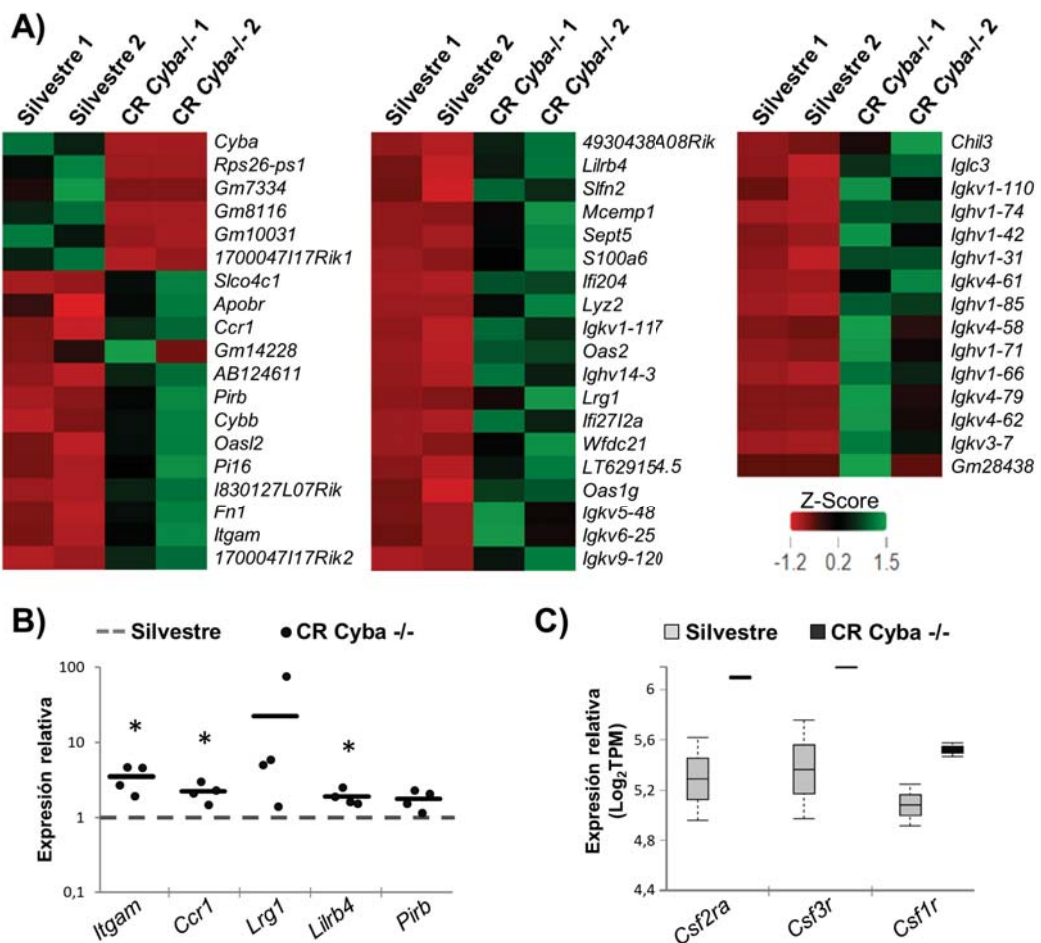 A)
Silvestre 1 Silvestre 2 CR Cyba-/- 1 CR Cyba-/- 2
Cyba
Rps26-ps1
Gm7334
Gm8116
Gm10031
1700047I17Rik1
Slco4c1
Apobr
Ccr1
Gm14228
AB124611
Pirb
Cybb
Oasl2
Pi16
I830127L07Rik
Fn1
Itgam
1700047I17Rik2
Silvestre 1 Silvestre 2 CR Cyba-/- 1 CR Cyba-/- 2
4930438A08Rik
Lilrb4
Slfn2
Mcemp1
Sept5
S100a6
Ifi204
Lyz2
Igkv1-117
Oas2
Ighv14-3
Lrg1
Ifi27l2a
Wfdc21
LT629154.5
Oas1g
Igkv5-48
Igkv6-25
Igkv9-120
Silvestre 1 Silvestre 2 CR Cyba-/- 1 CR Cyba-/- 2
Chil3
Iglc3
Igkv1-110
Ighv1-74
Ighv1-42
Ighv1-31
Igkv4-61
Ighv1-85
Igkv4-58
Ighv1-71
Ighv1-66
Igkv4-79
Igkv4-62
Igkv3-7
Gm28438
Z-Score
-1.2 0.2 1.5
B)
Silvestre CR Cyba -/-
Expresión relativa
100
10
1
0,1
* * *
Itgam Ccr1 Lrg1 Lilrb4 Pirb
C)
Silvestre CR Cyba -/-
Expresión relativa
(Log₂TPM)
6
5,6
5,2
4,8
4,4
Csf2ra Csf3r Csf1r